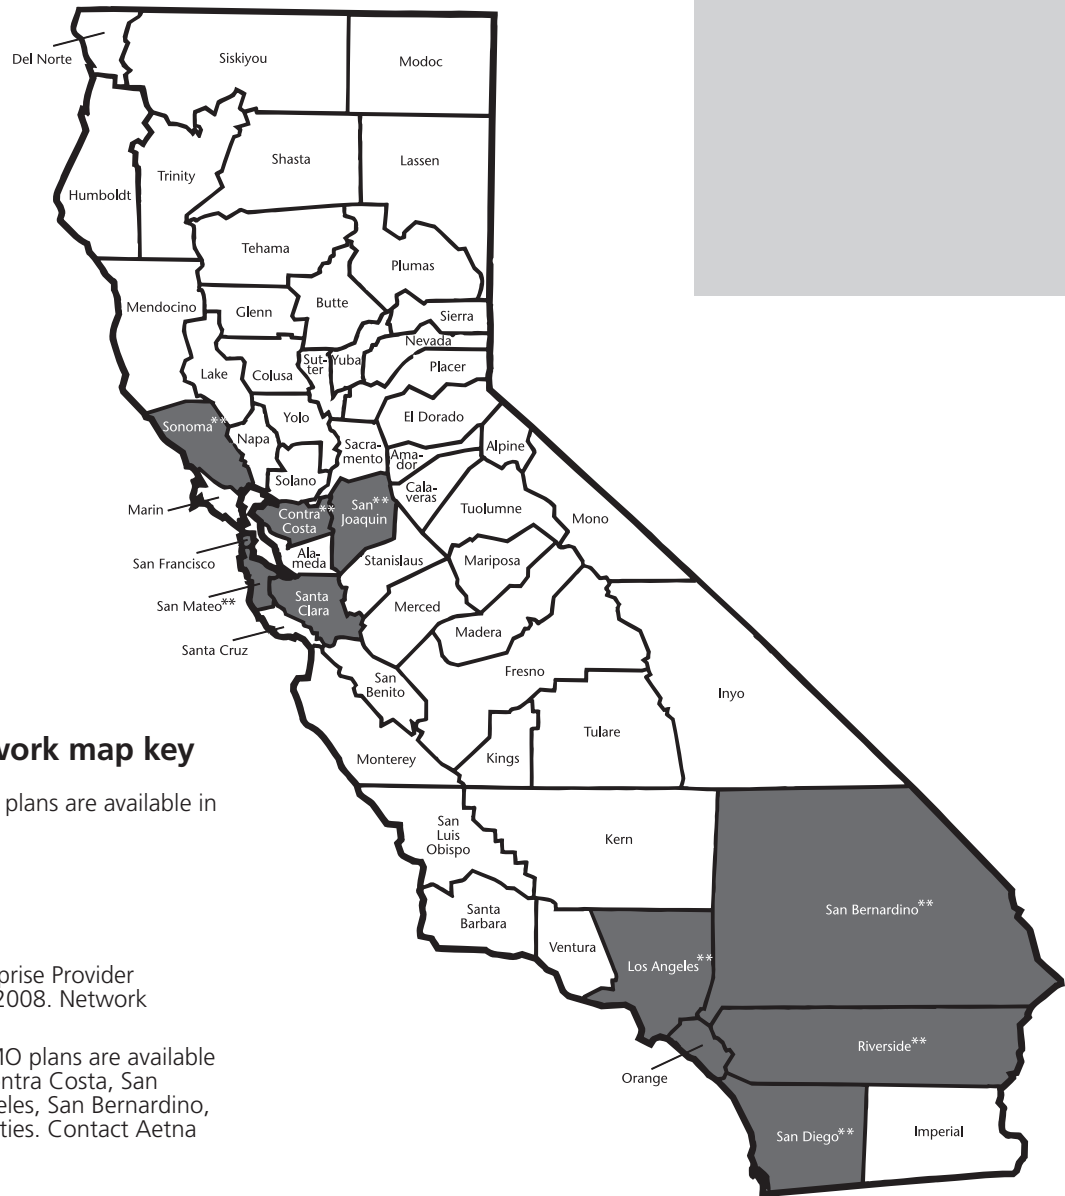 Del Norte
Siskiyou
Modoc
Humboldt
Trinity
Shasta
Lassen
Tehama
Plumas
Mendocino
Glenn
Butte
Sierra
Nevada
Lake
Colusa
Sut-
ter
Yuba
Placer
Sonoma**
Napa
Yolo
El Dorado
Sacra-
mento
Ama-
dor
Alpine
Solano
Cala-
veras
Marin
Contra**
Costa
San**
Joaquin
Tuolumne
Mono
San Francisco
Ala-
meda
Stanislaus
Mariposa
San Mateo**
Santa
Clara
Merced
Madera
Santa Cruz
San
Benito
Fresno
Inyo
Monterey
Kings
Tulare
work map key
plans are available in
San
Luis
Obispo
Kern
Santa
Barbara
Ventura
Los Angeles**
San Bernardino**
prise Provider
2008. Network
Orange
Riverside**
MO plans are available
ntra Costa, San
eles, San Bernardino,
ties. Contact Aetna
San Diego**
Imperial